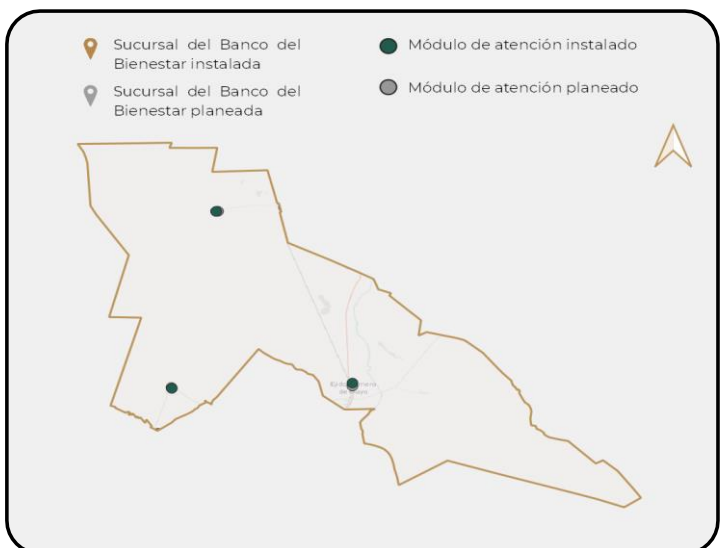 Sucursal del Banco del
Bienestar instalada
Sucursal del Banco del
Bienestar planeada
Módulo de atención instalado
Módulo de atención planeado